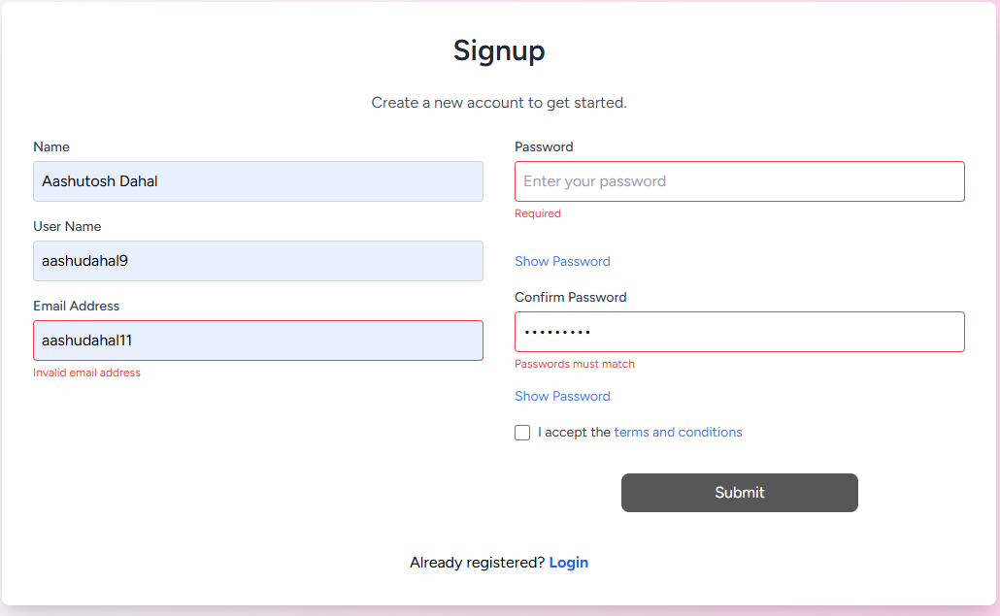 Signup
Create a new account to get started.
Name
Aashutosh Dahal
User Name
aashudahal9
Email Address
aashudahal11
Invalid email address
Password
Enter your password
Required
Show Password
Confirm Password
•••••••••
Passwords must match
Show Password
I accept the terms and conditions
Submit
Already registered? Login